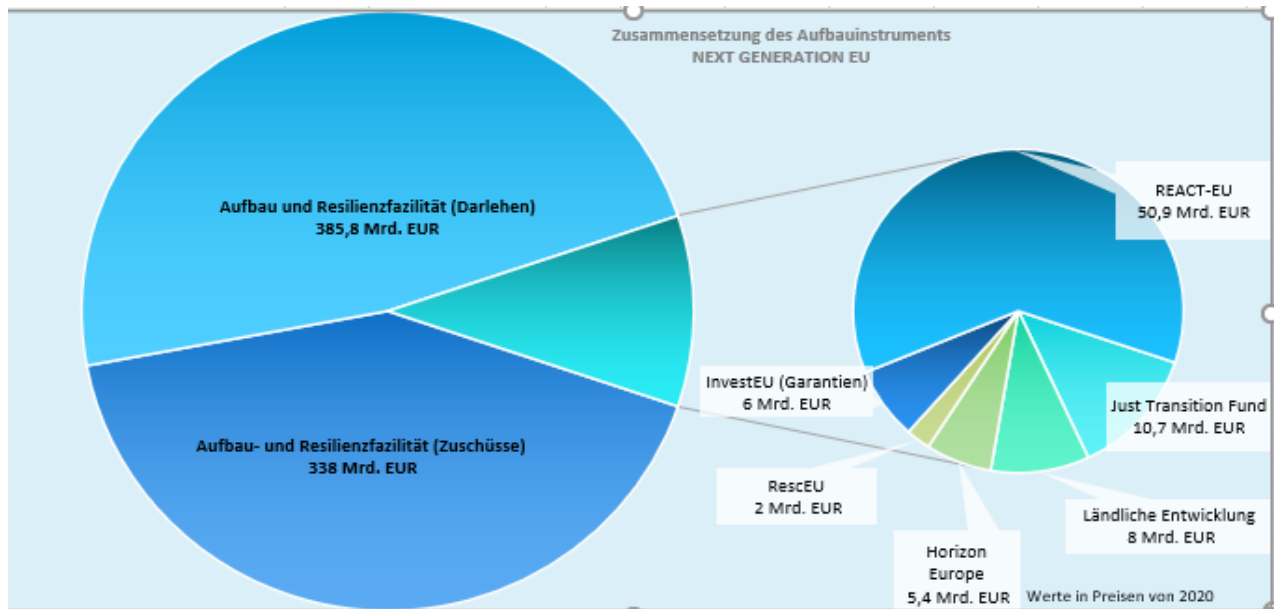 Zusammensetzung des Aufbauinstruments
NEXT GENERATION EU
Aufbau und Resilienzfazilität (Darlehen)
385,8 Mrd. EUR
Aufbau- und Resilienzfazilität (Zuschüsse)
338 Mrd. EUR
REACT-EU
50,9 Mrd. EUR
InvestEU (Garantien)
6 Mrd. EUR
Just Transition Fund
10,7 Mrd. EUR
RescEU
2 Mrd. EUR
Ländliche Entwicklung
8 Mrd. EUR
Horizon
Europe
5,4 Mrd. EUR
Werte in Preisen von 2020